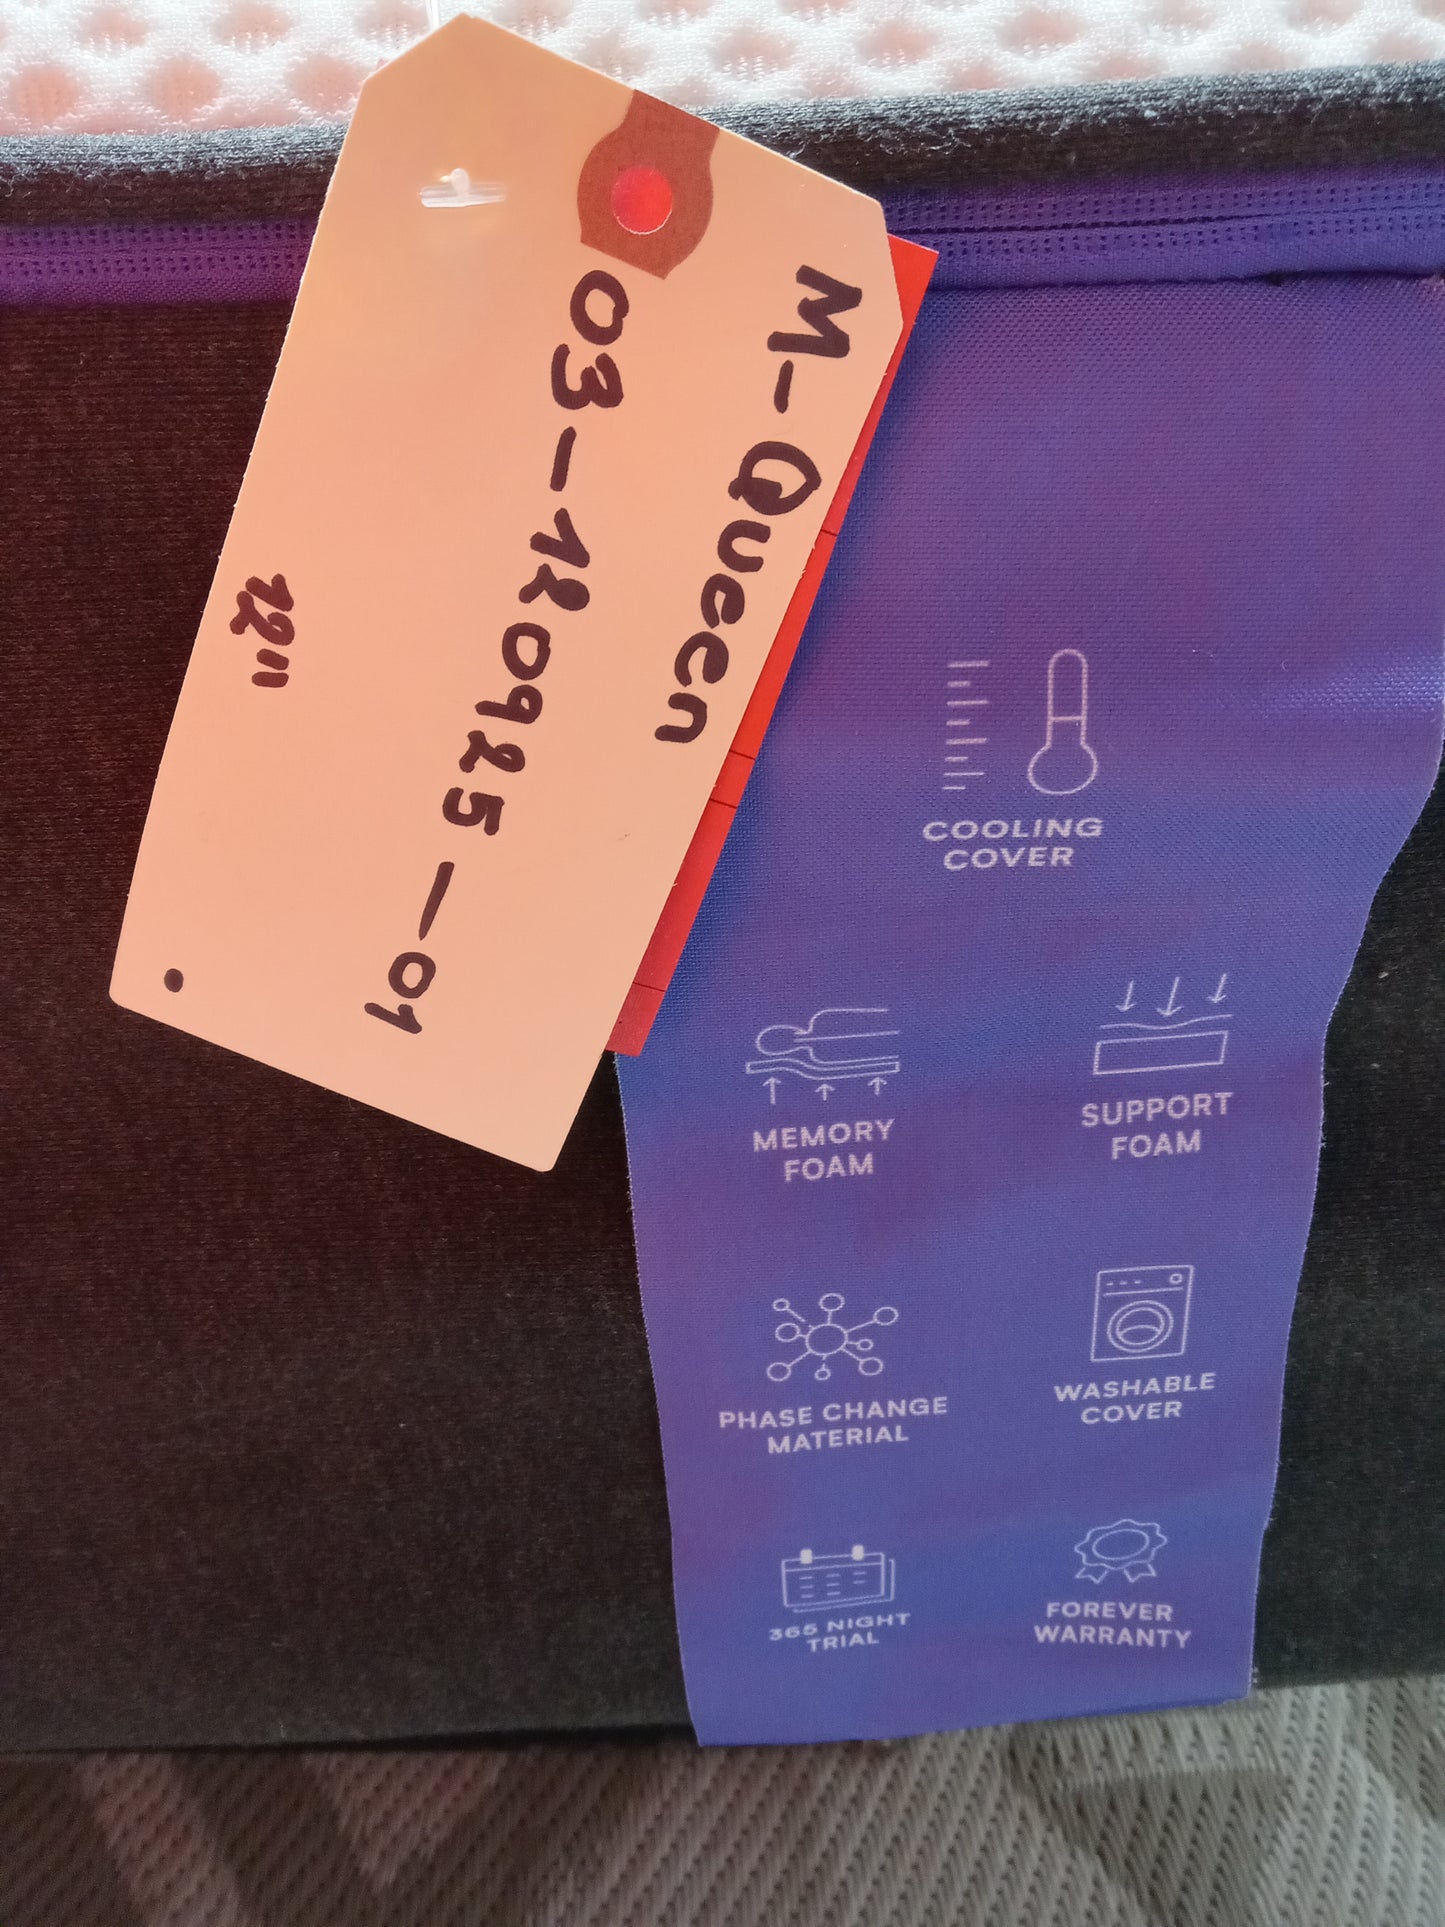 M-Queen
03-120925-01
12"
COOLING
COVER
MEMORY
FOAM
SUPPORT
FOAM
PHASE CHANGE
MATERIAL
WASHABLE
COVER
365 NIGHT
TRIAL
FOREVER
WARRANTY